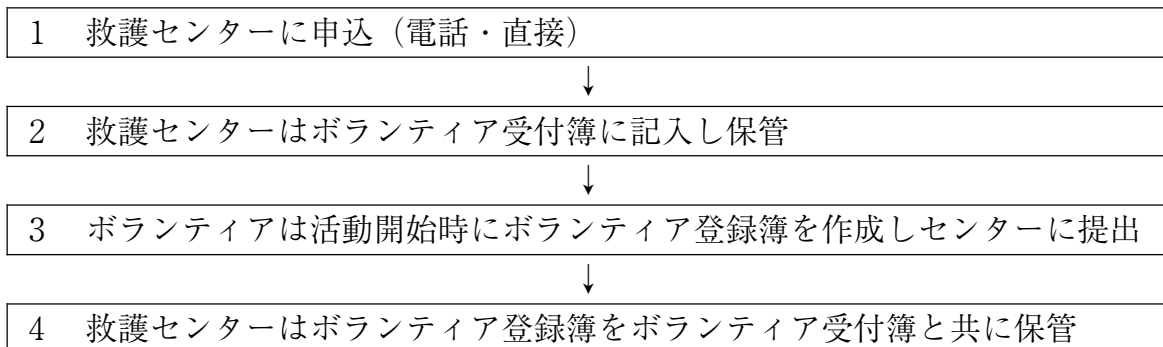 1　救護センターに申込（電話・直接）
↓
2　救護センターはボランティア受付簿に記入し保管
↓
3　ボランティアは活動開始時にボランティア登録簿を作成しセンターに提出
↓
4　救護センターはボランティア登録簿をボランティア受付簿と共に保管